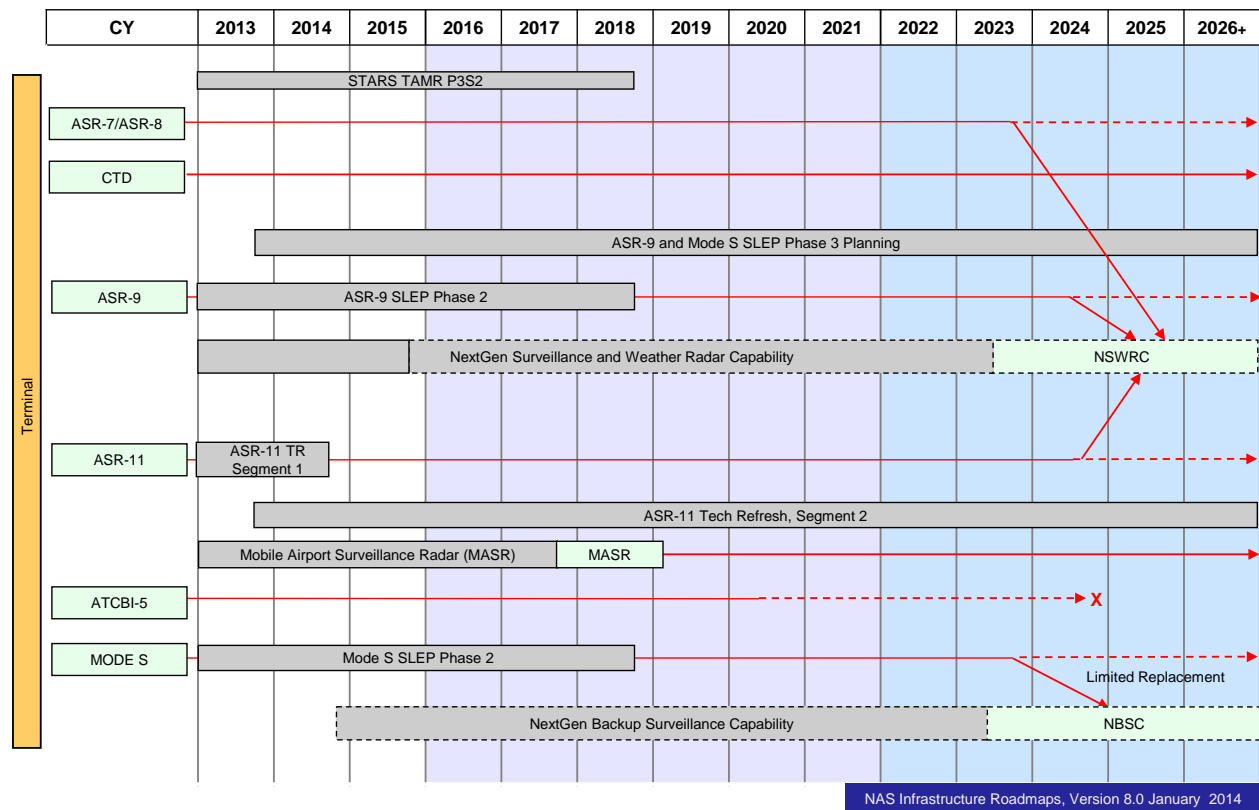 CY 2013 2014 2015 2016 2017 2018 2019 2020 2021 2022 2023 2024 2025 2026+
Terminal
STARS TAMR P3S2
ASR-7/ASR-8
CTD
ASR-9 and Mode S SLEP Phase 3 Planning
ASR-9 ASR-9 SLEP Phase 2
NextGen Surveillance and Weather Radar Capability NSWRC
ASR-11 ASR-11 TR
Segment 1
ASR-11 Tech Refresh, Segment 2
Mobile Airport Surveillance Radar (MASR) MASR
ATCBI-5 X
MODE S Mode S SLEP Phase 2
Limited Replacement
NextGen Backup Surveillance Capability NBSC
NAS Infrastructure Roadmaps, Version 8.0 January 2014